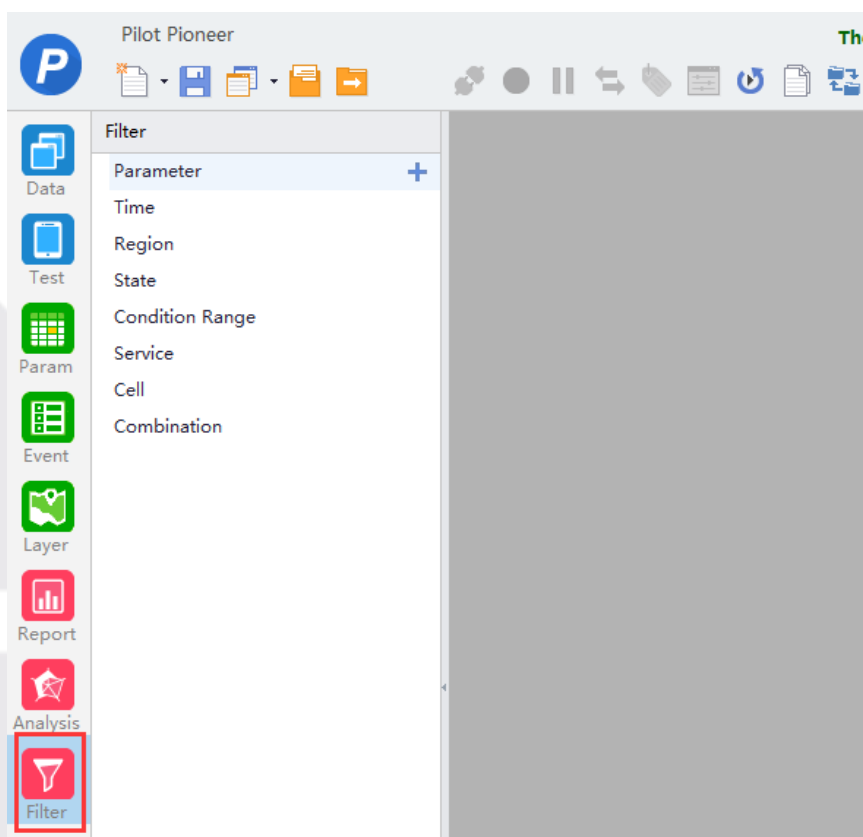 Pilot Pioneer
P
Filter
Parameter
Time
Region
State
Condition Range
Service
Cell
Combination
Data
Test
Param
Event
Layer
Report
Analysis
Filter